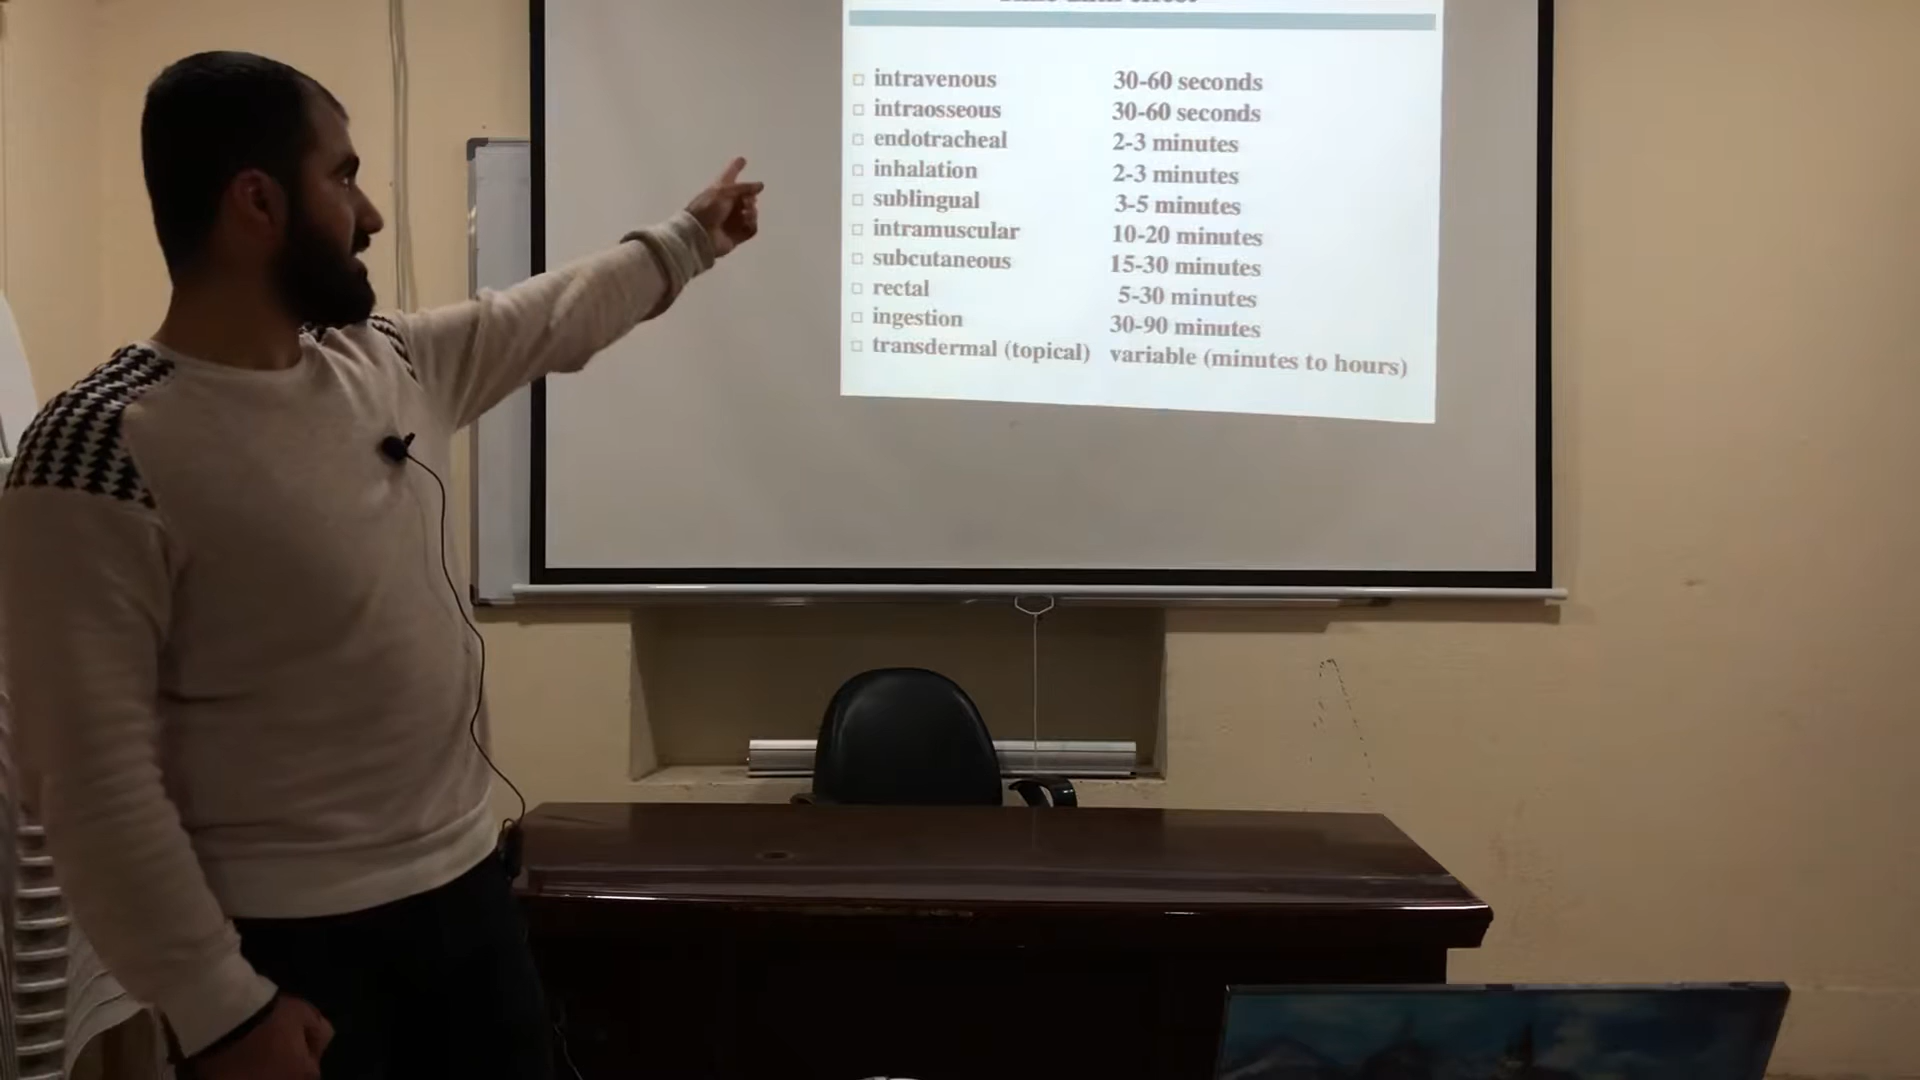 intravenous 30-60 seconds
intraosseous 30-60 seconds
endotracheal 2-3 minutes
inhalation 2-3 minutes
sublingual 3-5 minutes
intramuscular 10-20 minutes
subcutaneous 15-30 minutes
rectal 5-30 minutes
ingestion 30-90 minutes
transdermal (topical) variable (minutes to hours)